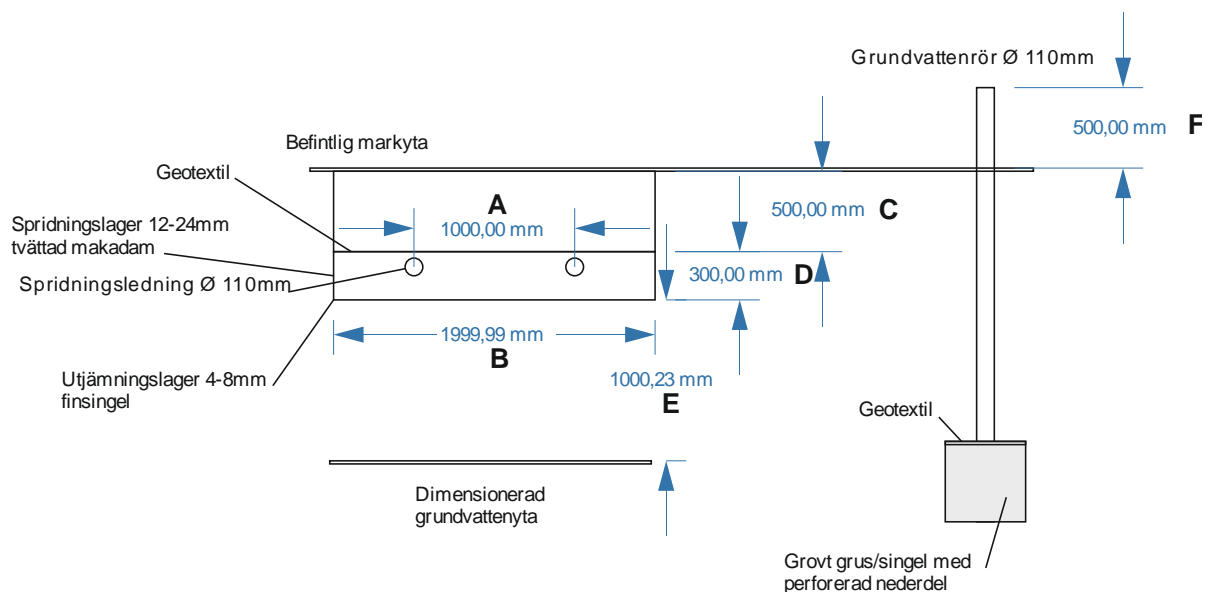 Grundvattenrör Ø 110mm
500,00 mm F
Befintlig markyta
Geotextil
A
1000,00 mm
500,00 mm C
Spridningslager 12-24mm
tvättad makadam
Spridningsledning Ø 110mm
300,00 mm D
1999,99 mm
B
Utjämningslager 4-8mm
finsingel
1000,23 mm
E
Geotextil
Dimensionerad
grundvattenyta
Grovt grus/singel med
perforerad nederdel